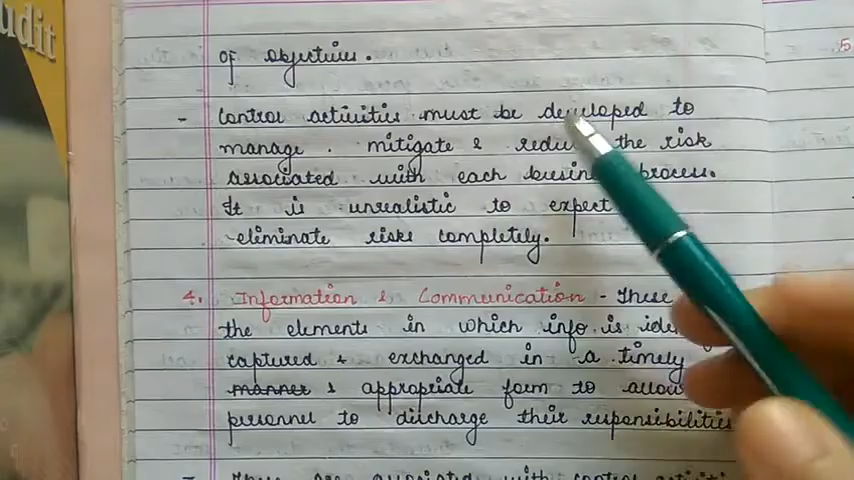 udit
of objectives.
- Control activities must be developed to
manage. mitigate & reduce the risk
associated with each business process.
It is unrealistic to expect
eliminate risks completely.
4. Information & Communication - These
the elements in which info is
captured & exchanged in a timely
manner & appropriate form to allow
personnel to discharge their responsibilities
5